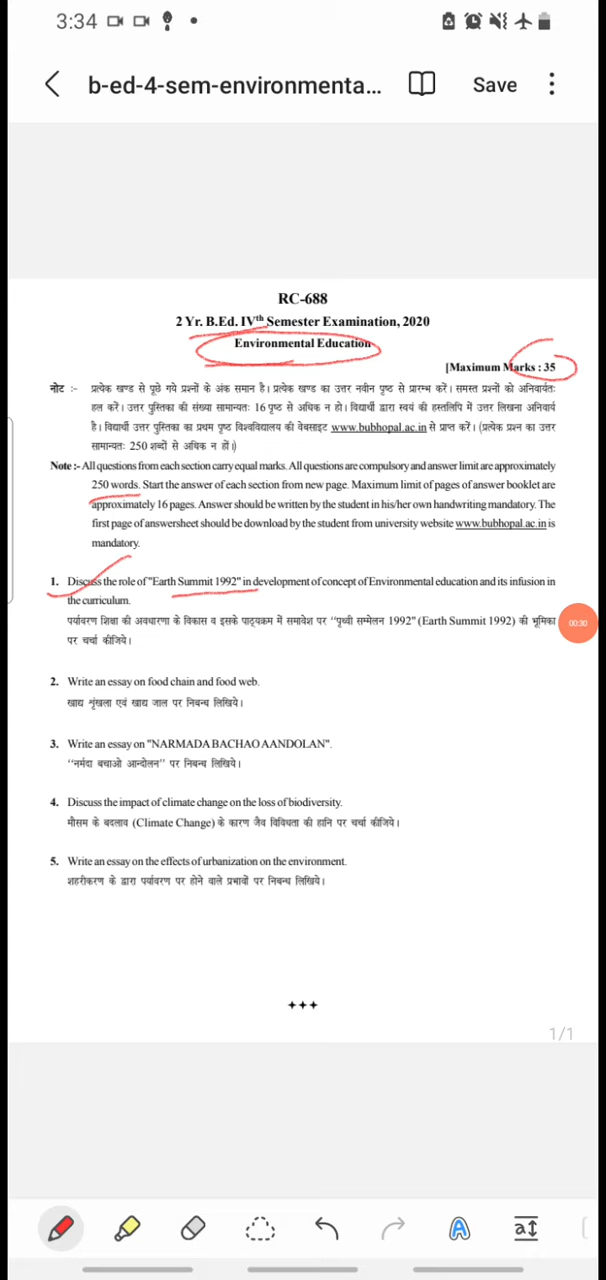 3:34
b-ed-4-sem-environmenta... Save
RC-688
2 Yr. B.Ed. IVth Semester Examination, 2020
Environmental Education
[Maximum Marks : 35
नोट :- प्रत्येक खण्ड से पूछे गये प्रश्नों के अंक समान है। प्रत्येक खण्ड का उत्तर नवीन पृष्ठ से प्रारम्भ करें। समस्त प्रश्नों को अनिवार्यतः
हल करें। उत्तर पुस्तिका की संख्या सामान्यतः 16 पृष्ठ से अधिक न हो। विद्यार्थी द्वारा स्वयं की हस्तलिपि में उत्तर लिखना अनिवार्य
है। विद्यार्थी उत्तर पुस्तिका का प्रथम पृष्ठ विश्वविद्यालय की वेबसाइट www.bubhopal.ac.in से प्राप्त करें। (प्रत्येक प्रश्न का उत्तर
सामान्यतः 250 शब्दों से अधिक न हों।)
Note :- All questions from each section carry equal marks. All questions are compulsory and answer limit are approximately
250 words. Start the answer of each section from new page. Maximum limit of pages of answer booklet are
approximately 16 pages. Answer should be written by the student in his/her own handwriting mandatory. The
first page of answersheet should be download by the student from university website www.bubhopal.ac.in is
mandatory.
1. Discuss the role of "Earth Summit 1992" in development of concept of Environmental education and its infusion in
the curriculum.
पर्यावरण शिक्षा की अवधारणा के विकास व इसके पाठ्यक्रम में समावेश पर "पृथ्वी सम्मेलन 1992" (Earth Summit 1992) की भूमिका
पर चर्चा कीजिये।
00:30
2. Write an essay on food chain and food web.
खाद्य शृंखला एवं खाद्य जाल पर निबन्ध लिखिये।
3. Write an essay on "NARMADA BACHAO AANDOLAN".
"नर्मदा बचाओ आन्दोलन" पर निबन्ध लिखिये।
4. Discuss the impact of climate change on the loss of biodiversity.
मौसम के बदलाव (Climate Change) के कारण जैव विविधता की हानि पर चर्चा कीजिये।
5. Write an essay on the effects of urbanization on the environment.
शहरीकरण के द्वारा पर्यावरण पर होने वाले प्रभावों पर निबन्ध लिखिये।
1/1